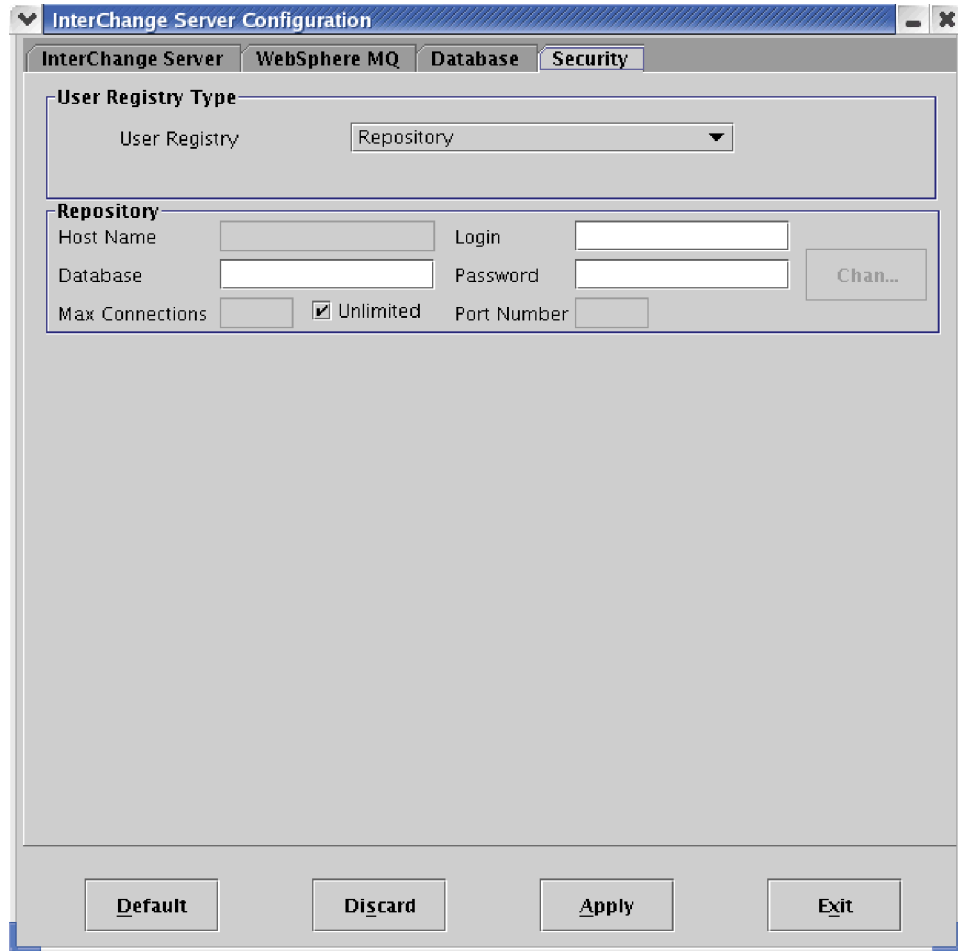 InterChange Server Configuration
InterChange Server WebSphere MQ Database Security
User Registry Type
User Registry Repository
Repository
Host Name Login
Database Password Chan...
Max Connections Unlimited Port Number
Default Discard Apply Exit